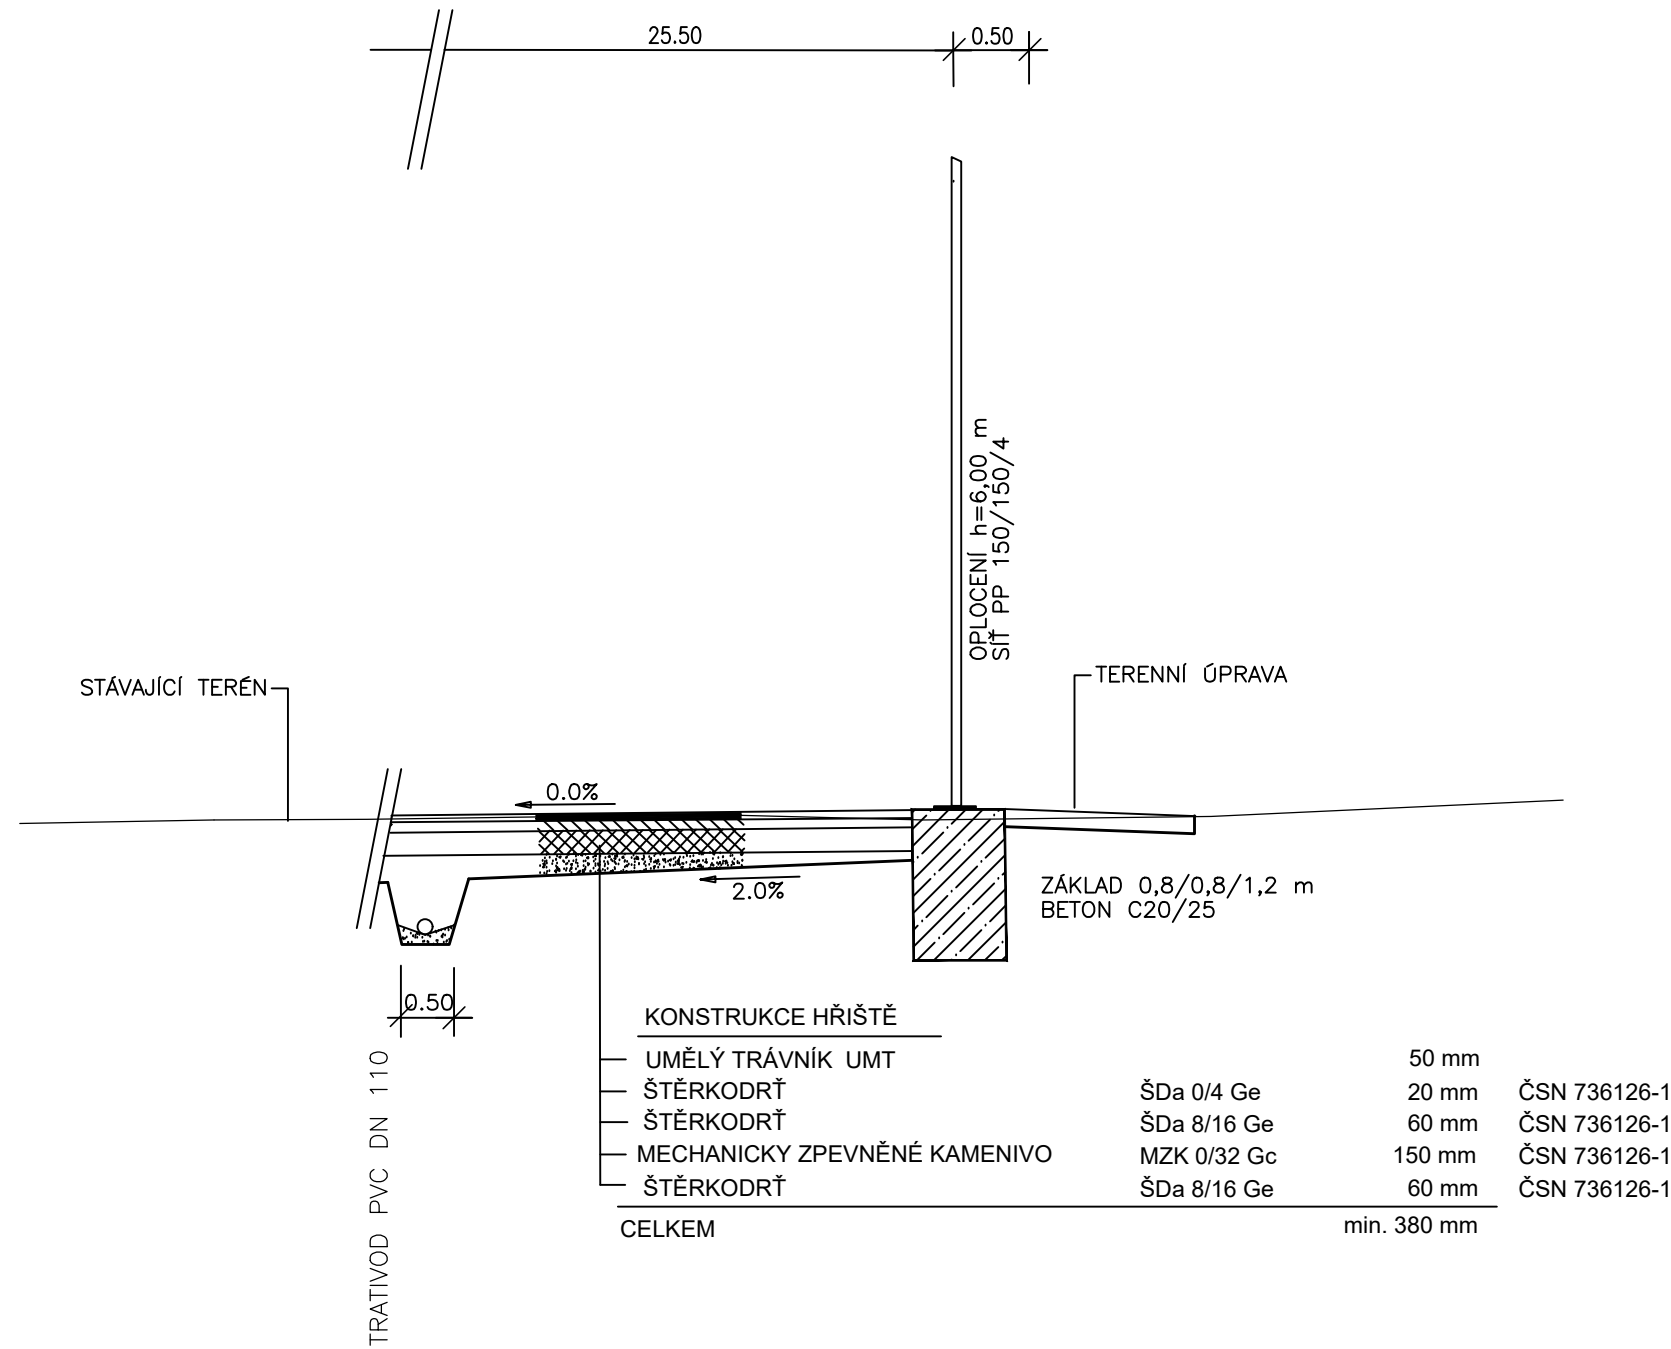 25.50
0.50
OPLOCENÍ h=6,00 m
SÍŤ PP 150/150/4
STÁVAJÍCÍ TERÉN
TERENNÍ ÚPRAVA
0.0%
2.0%
ZÁKLAD 0,8/0,8/1,2 m
BETON C20/25
0.50
TRATIVOD PVC DN 110
KONSTRUKCE HŘIŠTĚ
UMĚLÝ TRÁVNÍK UMT 50 mm
ŠTĚRKODRŤ ŠDa 0/4 Ge 20 mm ČSN 736126-1
ŠTĚRKODRŤ ŠDa 8/16 Ge 60 mm ČSN 736126-1
MECHANICKY ZPEVNĚNÉ KAMENIVO MZK 0/32 Gc 150 mm ČSN 736126-1
ŠTĚRKODRŤ ŠDa 8/16 Ge 60 mm ČSN 736126-1
CELKEM min. 380 mm